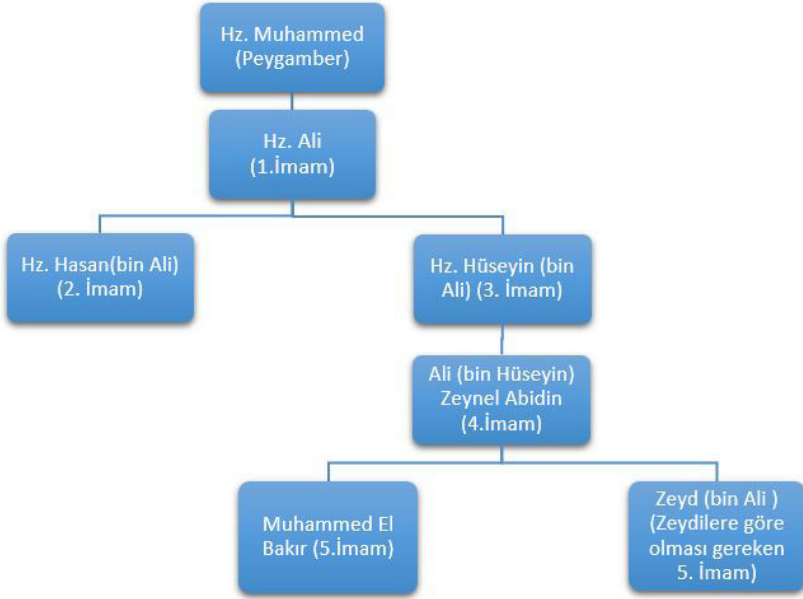 Hz. Muhammed
(Peygamber)
Hz. Ali
(1.İmam)
Hz. Hasan(bin Ali)
(2. İmam)
Hz. Hüseyin (bin
Ali) (3. İmam)
Ali (bin Hüseyin)
Zeynel Abidin
(4.İmam)
Muhammed El
Bakır (5.İmam)
Zeyd (bin Ali )
(Zeydilere göre
olması gereken
5. İmam)